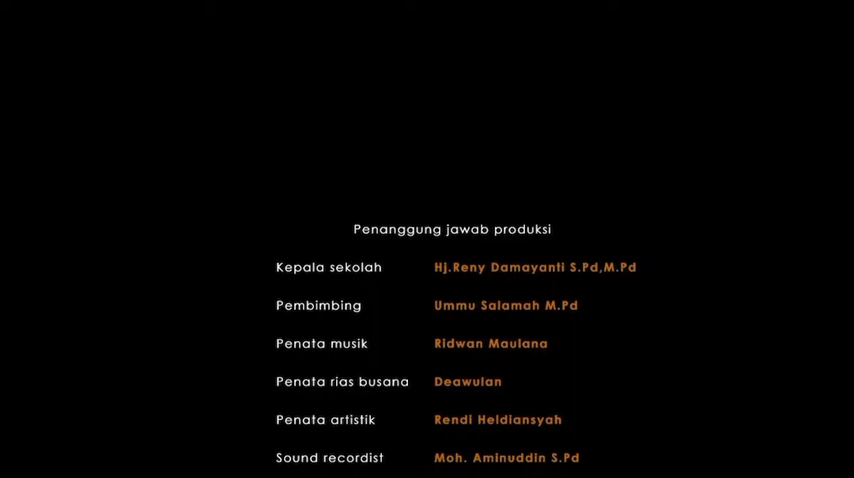 Penanggung jawab produksi
Kepala sekolah Hj.Reny Damayanti S.Pd,M.Pd
Pembimbing Ummu Salamah M.Pd
Penata musik Ridwan Maulana
Penata rias busana Deawulan
Penata artistik Rendi Heldiansyah
Sound recordist Moh. Aminuddin S.Pd